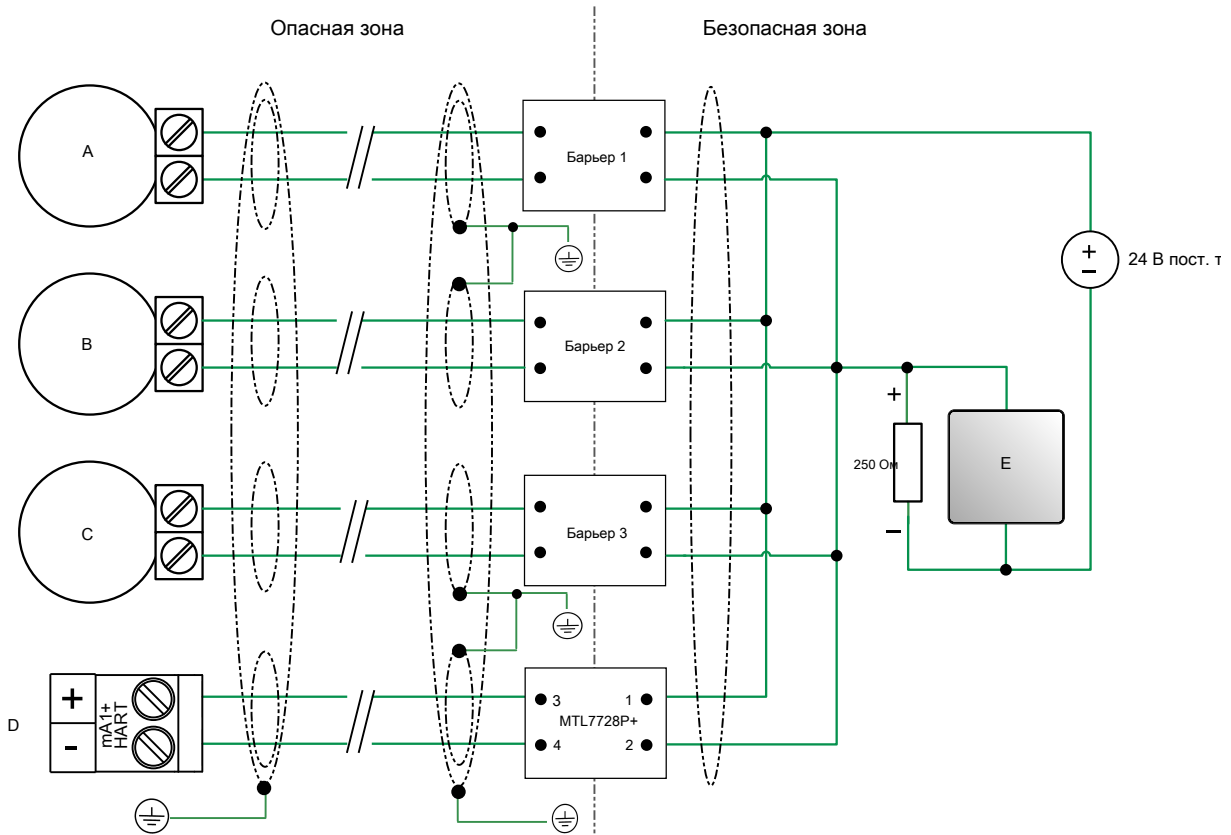 Опасная зона
Безопасная зона
A
Барьер 1
+
−
24 В пост. т
B
Барьер 2
+
250 Ом
−
E
C
Барьер 3
D
+
-
mA1+
HART
3
1
MTL7728P+
4
2